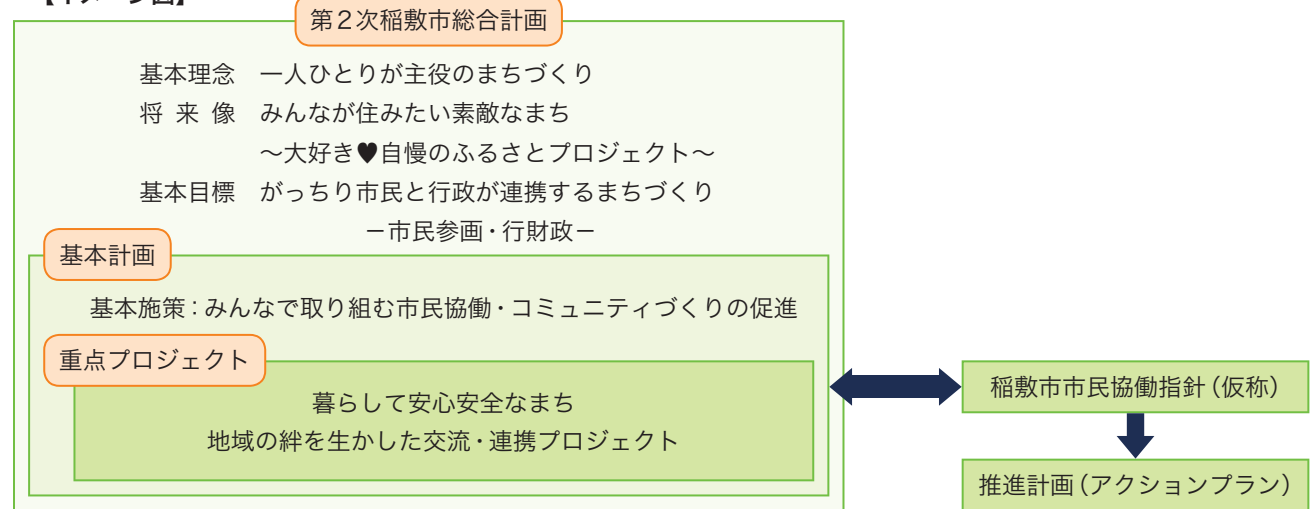 【イメージ図】
第2次稲敷市総合計画
基本理念 一人ひとりが主役のまちづくり
将来像 みんなが住みたい素敵なまち
～大好き♥自慢のふるさとプロジェクト～
基本目標 がっちり市民と行政が連携するまちづくり
－市民参画・行財政－
基本計画
基本施策：みんなで取り組む市民協働・コミュニティづくりの促進
重点プロジェクト
暮らして安心安全なまち
地域の絆を生かした交流・連携プロジェクト
稲敷市市民協働指針（仮称）
推進計画（アクションプラン）